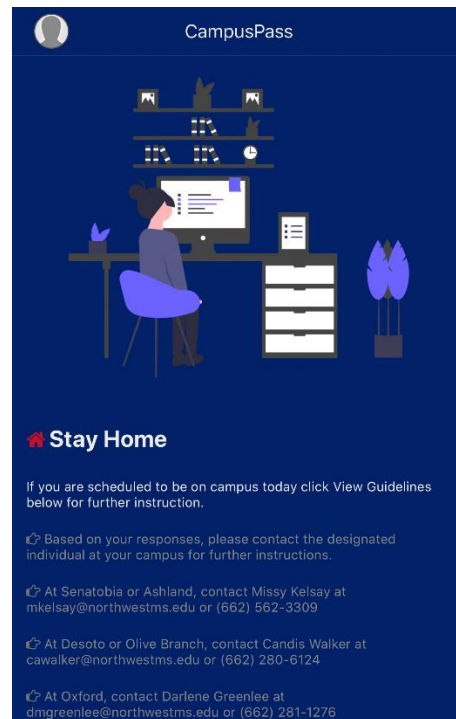 CampusPass
Stay Home
If you are scheduled to be on campus today click View Guidelines
below for further instruction.
Based on your responses, please contact the designated
individual at your campus for further instructions.
At Senatobia or Ashland, contact Missy Kelsay at
mkelsay@northwestms.edu or (662) 562-3309
At Desoto or Olive Branch, contact Candis Walker at
cawalker@northwestms.edu or (662) 280-6124
At Oxford, contact Darlene Greenlee at
dmgreenlee@northwestms.edu or (662) 281-1276